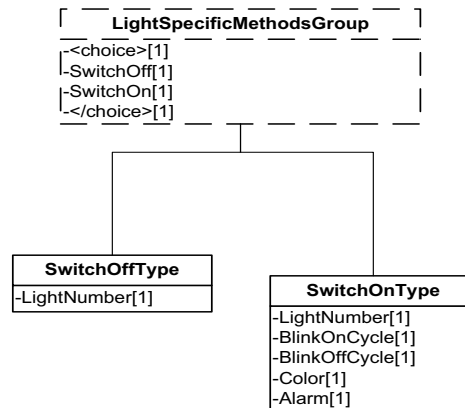 LightSpecificMethodsGroup
-<choice>[1]
-SwitchOff[1]
-SwitchOn[1]
-</choice>[1]
SwitchOffType
-LightNumber[1]
SwitchOnType
-LightNumber[1]
-BlinkOnCycle[1]
-BlinkOffCycle[1]
-Color[1]
-Alarm[1]